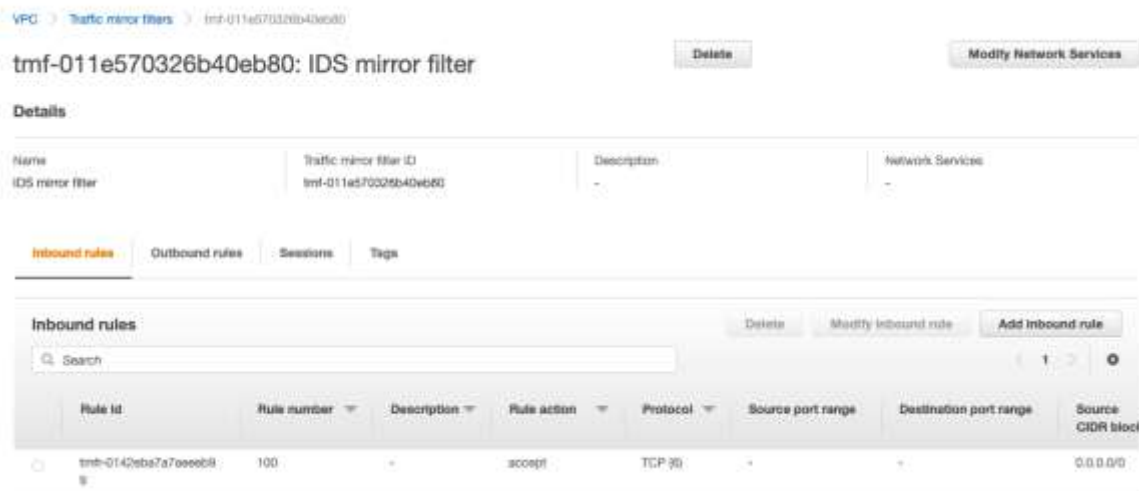 VPC > Traffic mirror filters > tmf-011e570326b40eb80
tmf-011e570326b40eb80: IDS mirror filter
Delete
Modify Network Services
Details
Name
Traffic mirror filter ID
Description
Network Services
IDS mirror filter
tmf-011e570326b40eb80
-
-
Inbound rules
Outbound rules
Sessions
Tags
Inbound rules
Delete
Modify inbound rule
Add inbound rule
Search
1
Rule id
Rule number
Description
Rule action
Protocol
Source port range
Destination port range
Source
CIDR block
100
-
accept
TCP (6)
-
-
0.0.0.0/0